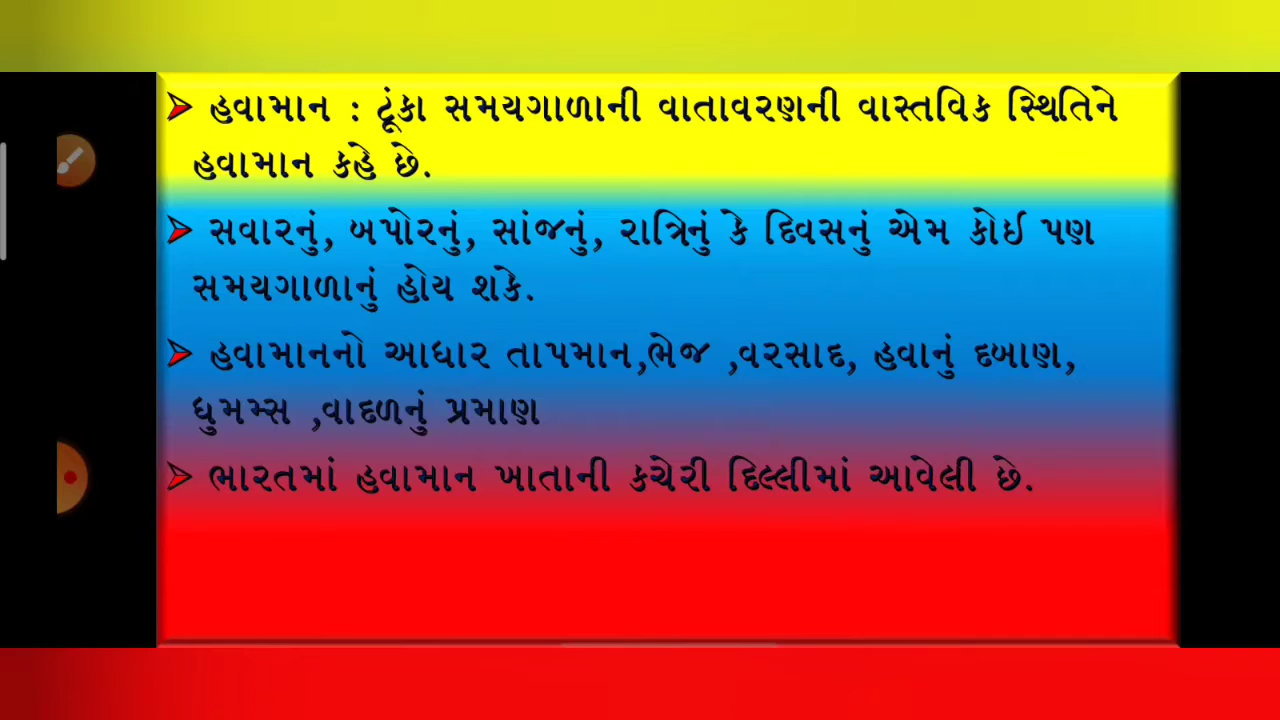 હવામાન : ટૂંકા સમયગાળાની વાતાવરણની વાસ્તવિક સ્થિતિને
હવામાન કહે છે.
સવારનું, બપોરનું, સાંજનું, રાત્રિનું કે દિવસનું એમ કોઈ પણ
સમયગાળાનું હોય શકે.
હવામાનનો આધાર તાપમાન,ભેજ ,વરસાદ, હવાનું દબાણ,
ધુમમ્સ ,વાદળનું પ્રમાણ
ભારતમાં હવામાન ખાતાની કચેરી દિલ્લીમાં આવેલી છે.